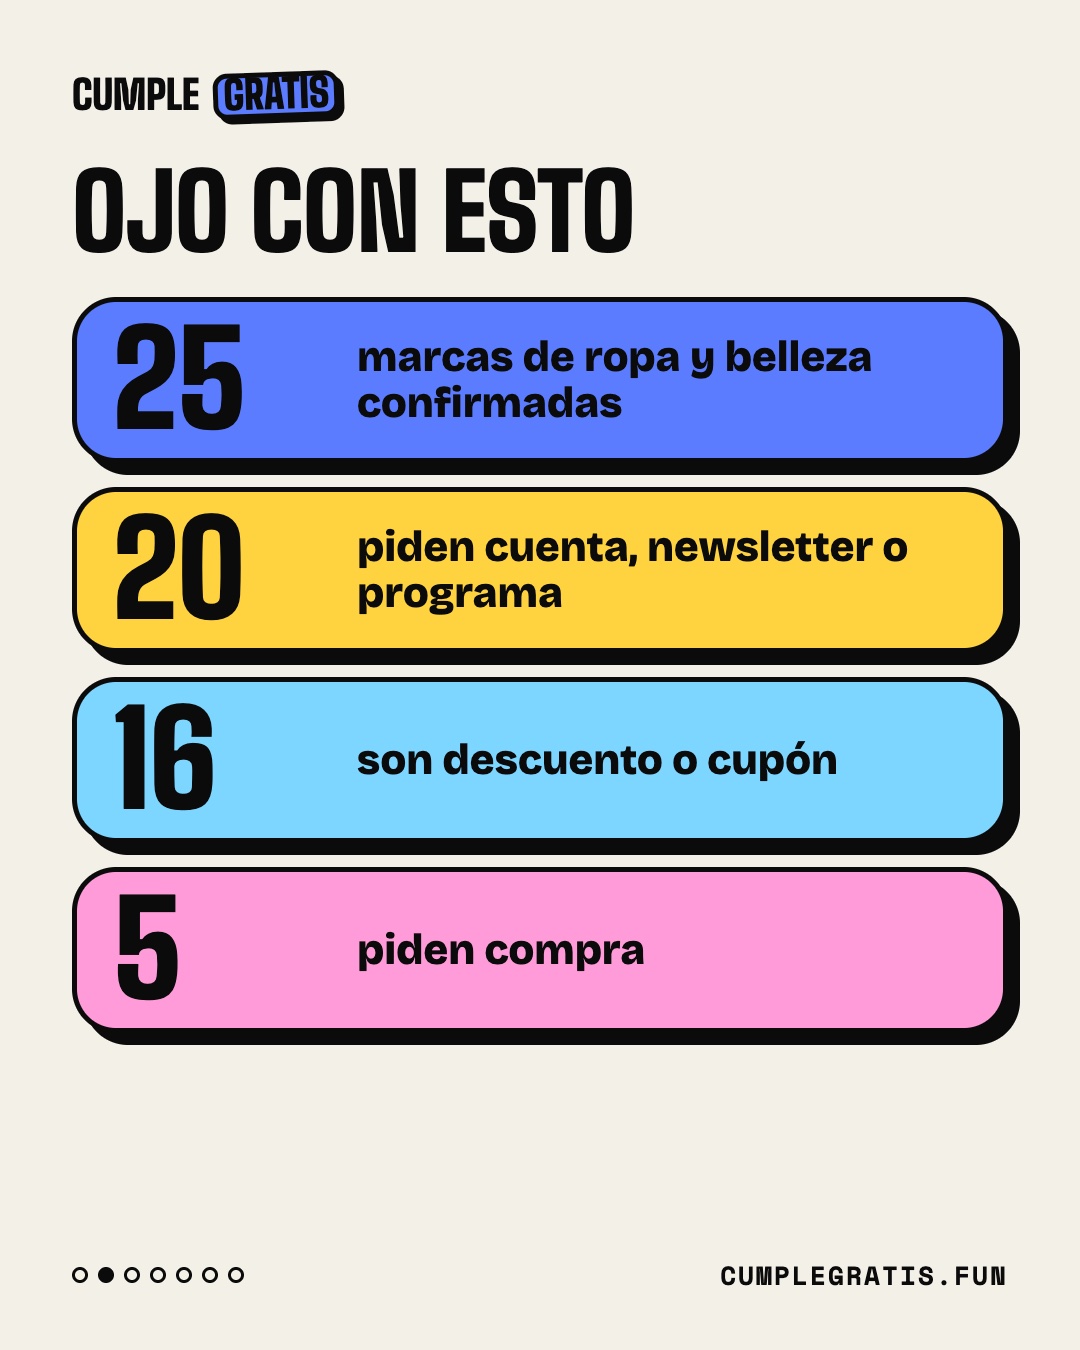 CUMPLE GRATIS
OJO CON ESTO
25
marcas de ropa y belleza
confirmadas
20
piden cuenta, newsletter o
programa
16
son descuento o cupón
5
piden compra
CUMPLEGRATIS.FUN